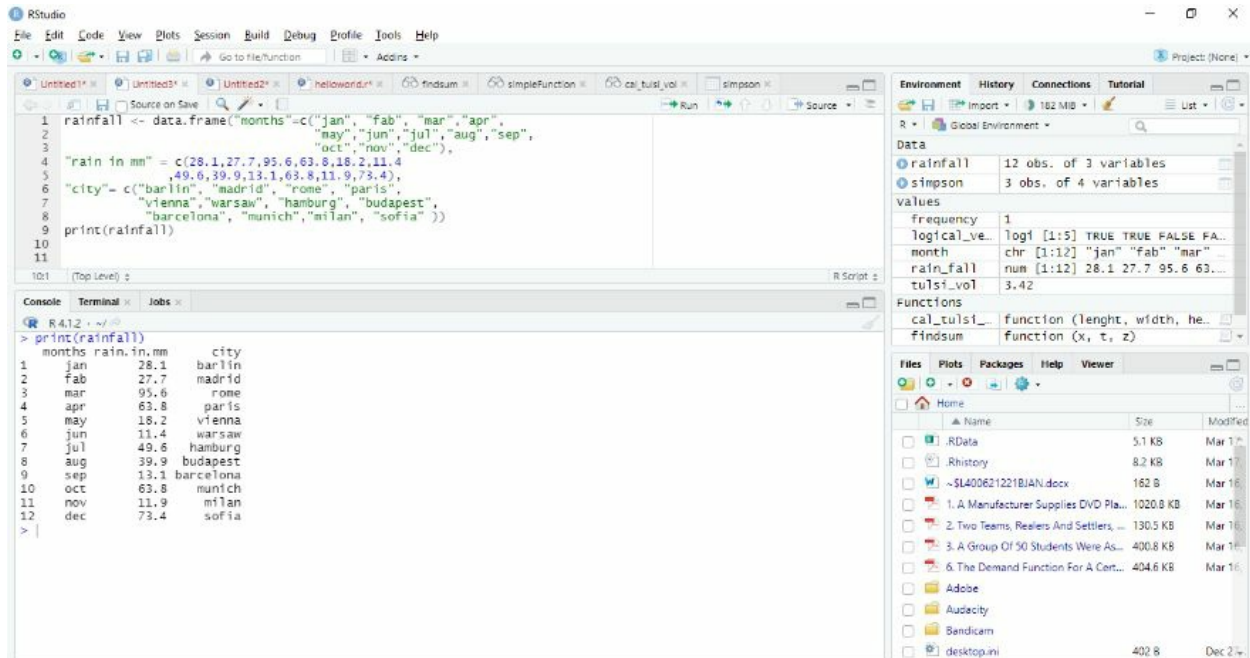 RStudio
File Edit Code View Plots Session Build Debug Profile Tools Help
Go to file/function Addins Project: (None)
Untitled1* Untitled3* Untitled2* helloworld.r* findsum simpleFunction cal_tulsi_vol simpson
Source on Save Run Source
1 rainfall <- data.frame("months"=c("jan", "fab", "mar","apr",
2 "may","jun","jul","aug","sep",
3 "oct","nov","dec"),
4 "rain in mm" = c(28.1,27.7,95.6,63.8,18.2,11.4
5 ,49.6,39.9,13.1,63.8,11.9,73.4),
6 "city"= c("barlin", "madrid", "rome", "paris",
7 "vienna","warsaw", "hamburg", "budapest",
8 "barcelona", "munich","milan", "sofia" ))
9 print(rainfall)
10
11
10:1 (Top Level) R Script
Console Terminal Jobs
R 4.1.2 · ~/
> print(rainfall)
months rain.in.mm city
1 jan 28.1 barlin
2 fab 27.7 madrid
3 mar 95.6 rome
4 apr 63.8 paris
5 may 18.2 vienna
6 jun 11.4 warsaw
7 jul 49.6 hamburg
8 aug 39.9 budapest
9 sep 13.1 barcelona
10 oct 63.8 munich
11 nov 11.9 milan
12 dec 73.4 sofia
>
Environment History Connections Tutorial
Import 182 MiB List
R Global Environment
Data
rainfall 12 obs. of 3 variables
simpson 3 obs. of 4 variables
values
frequency 1
logical_ve… logi [1:5] TRUE TRUE FALSE FA…
month chr [1:12] "jan" "fab" "mar" …
rain_fall num [1:12] 28.1 27.7 95.6 63.…
tulsi_vol 3.42
Functions
cal_tulsi_… function (lenght, width, he…
findsum function (x, t, z)
Files Plots Packages Help Viewer
Home
Name Size Modified
.RData 5.1 KB Mar 17
.Rhistory 8.2 KB Mar 17,
~$L400621221BJAN.docx 162 B Mar 16,
1. A Manufacturer Supplies DVD Pla... 1020.8 KB Mar 16,
2. Two Teams, Realers And Settlers, ... 130.5 KB Mar 16,
3. A Group Of 50 Students Were As... 400.8 KB Mar 16,
6. The Demand Function For A Cert... 404.6 KB Mar 16,
Adobe
Audacity
Bandicam
desktop.ini 402 B Dec 2